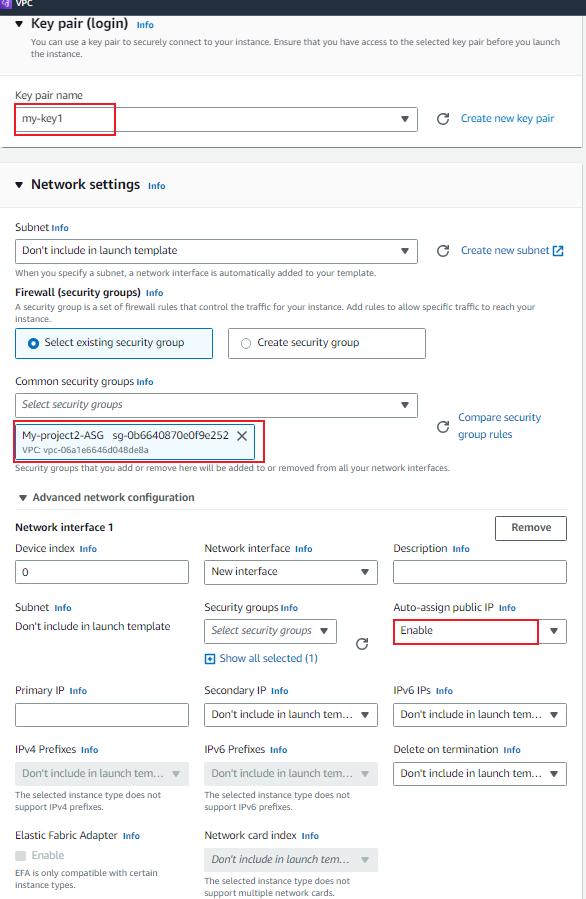 VPC
Key pair (login) Info
You can use a key pair to securely connect to your instance. Ensure that you have access to the selected key pair before you launch
the instance.
Key pair name
my-key1
Create new key pair
Network settings Info
Subnet Info
Don't include in launch template
Create new subnet
When you specify a subnet, a network interface is automatically added to your template.
Firewall (security groups) Info
A security group is a set of firewall rules that control the traffic for your instance. Add rules to allow specific traffic to reach your
instance.
Select existing security group
Create security group
Common security groups Info
Select security groups
Compare security
group rules
My-project2-ASG sg-0b6640870e0f9e252
VPC: vpc-06a1e6646d048de8a
Security groups that you add or remove here will be added to or removed from all your network interfaces.
Advanced network configuration
Network interface 1
Remove
Device index Info
Network interface Info
Description Info
0
New interface
Subnet Info
Security groups Info
Auto-assign public IP Info
Don't include in launch template
Select security groups
Enable
Show all selected (1)
Primary IP Info
Secondary IP Info
IPv6 IPs Info
Don't include in launch tem...
Don't include in launch tem...
IPv4 Prefixes Info
IPv6 Prefixes Info
Delete on termination Info
Don't include in launch tem...
Don't include in launch tem...
Don't include in launch tem...
The selected instance type does not
support IPv4 prefixes.
The selected instance type does not
support IPv6 prefixes.
Elastic Fabric Adapter Info
Network card index Info
Enable
Don't include in launch tem...
EFA is only compatible with certain
instance types.
The selected instance type does not
support multiple network cards.